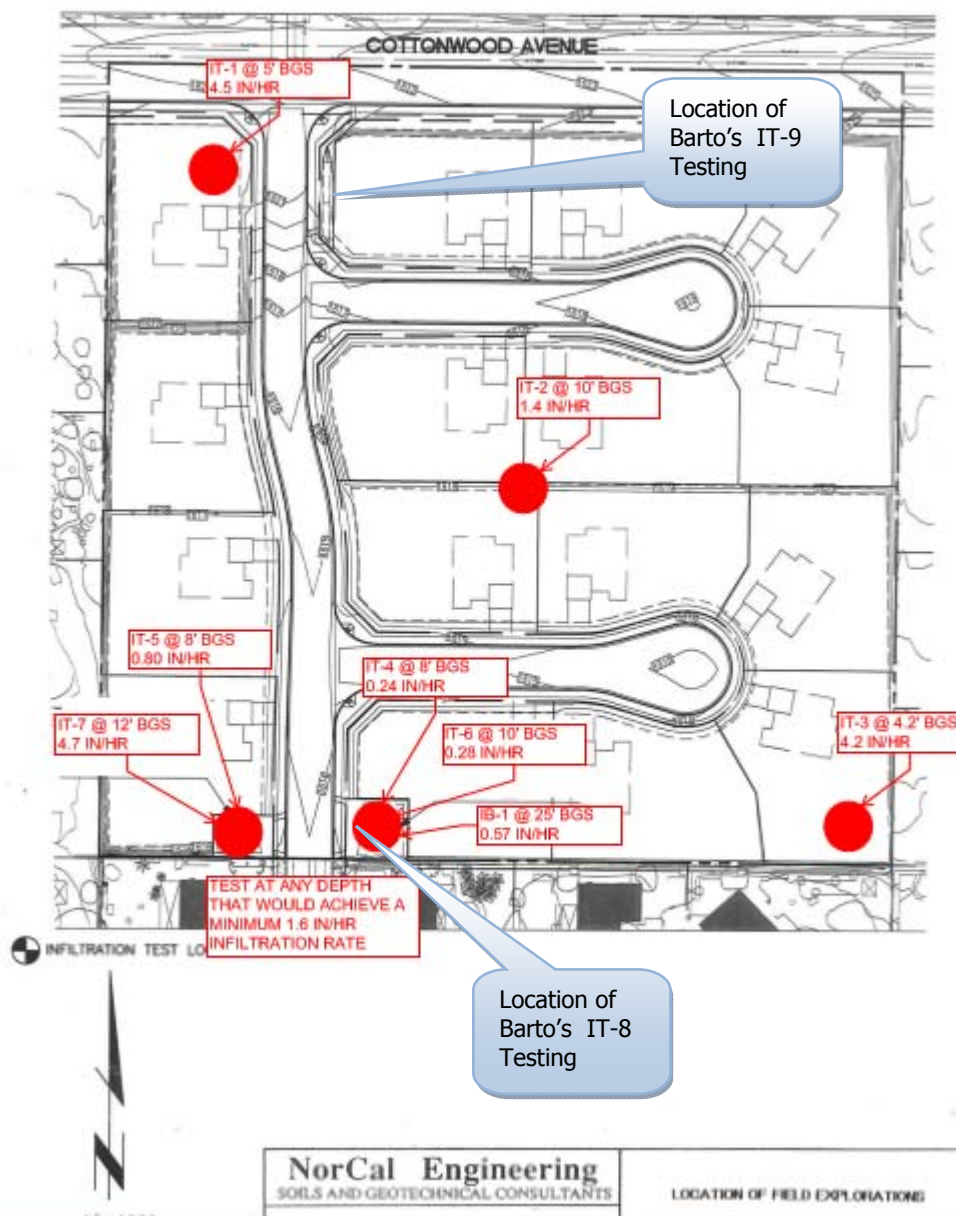 COTTONWOOD AVENUE
IT-1 @ 5' BGS
4.5 IN/HR
Location of
Barto's IT-9
Testing
IT-2 @ 10' BGS
1.4 IN/HR
IT-5 @ 8' BGS
0.80 IN/HR
IT-4 @ 8' BGS
0.24 IN/HR
IT-7 @ 12' BGS
4.7 IN/HR
IT-6 @ 10' BGS
0.28 IN/HR
IT-3 @ 4.2' BGS
4.2 IN/HR
IB-1 @ 25' BGS
0.57 IN/HR
TEST AT ANY DEPTH
THAT WOULD ACHIEVE A
MINIMUM 1.6 IN/HR
INFILTRATION RATE
INFILTRATION TEST LO
Location of
Barto's IT-8
Testing
N
NorCal Engineering
SOILS AND GEOTECHNICAL CONSULTANTS
LOCATION OF FIELD EXPLORATIONS